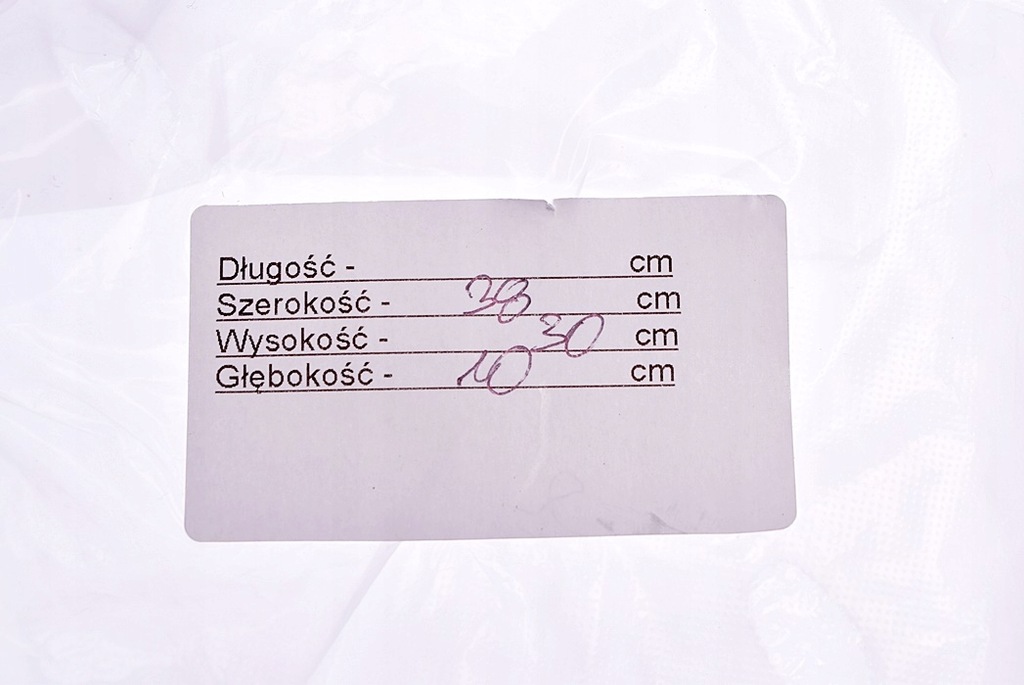 Długość - cm
Szerokość - 38 cm
Wysokość - 30 cm
Głębokość - 10 cm